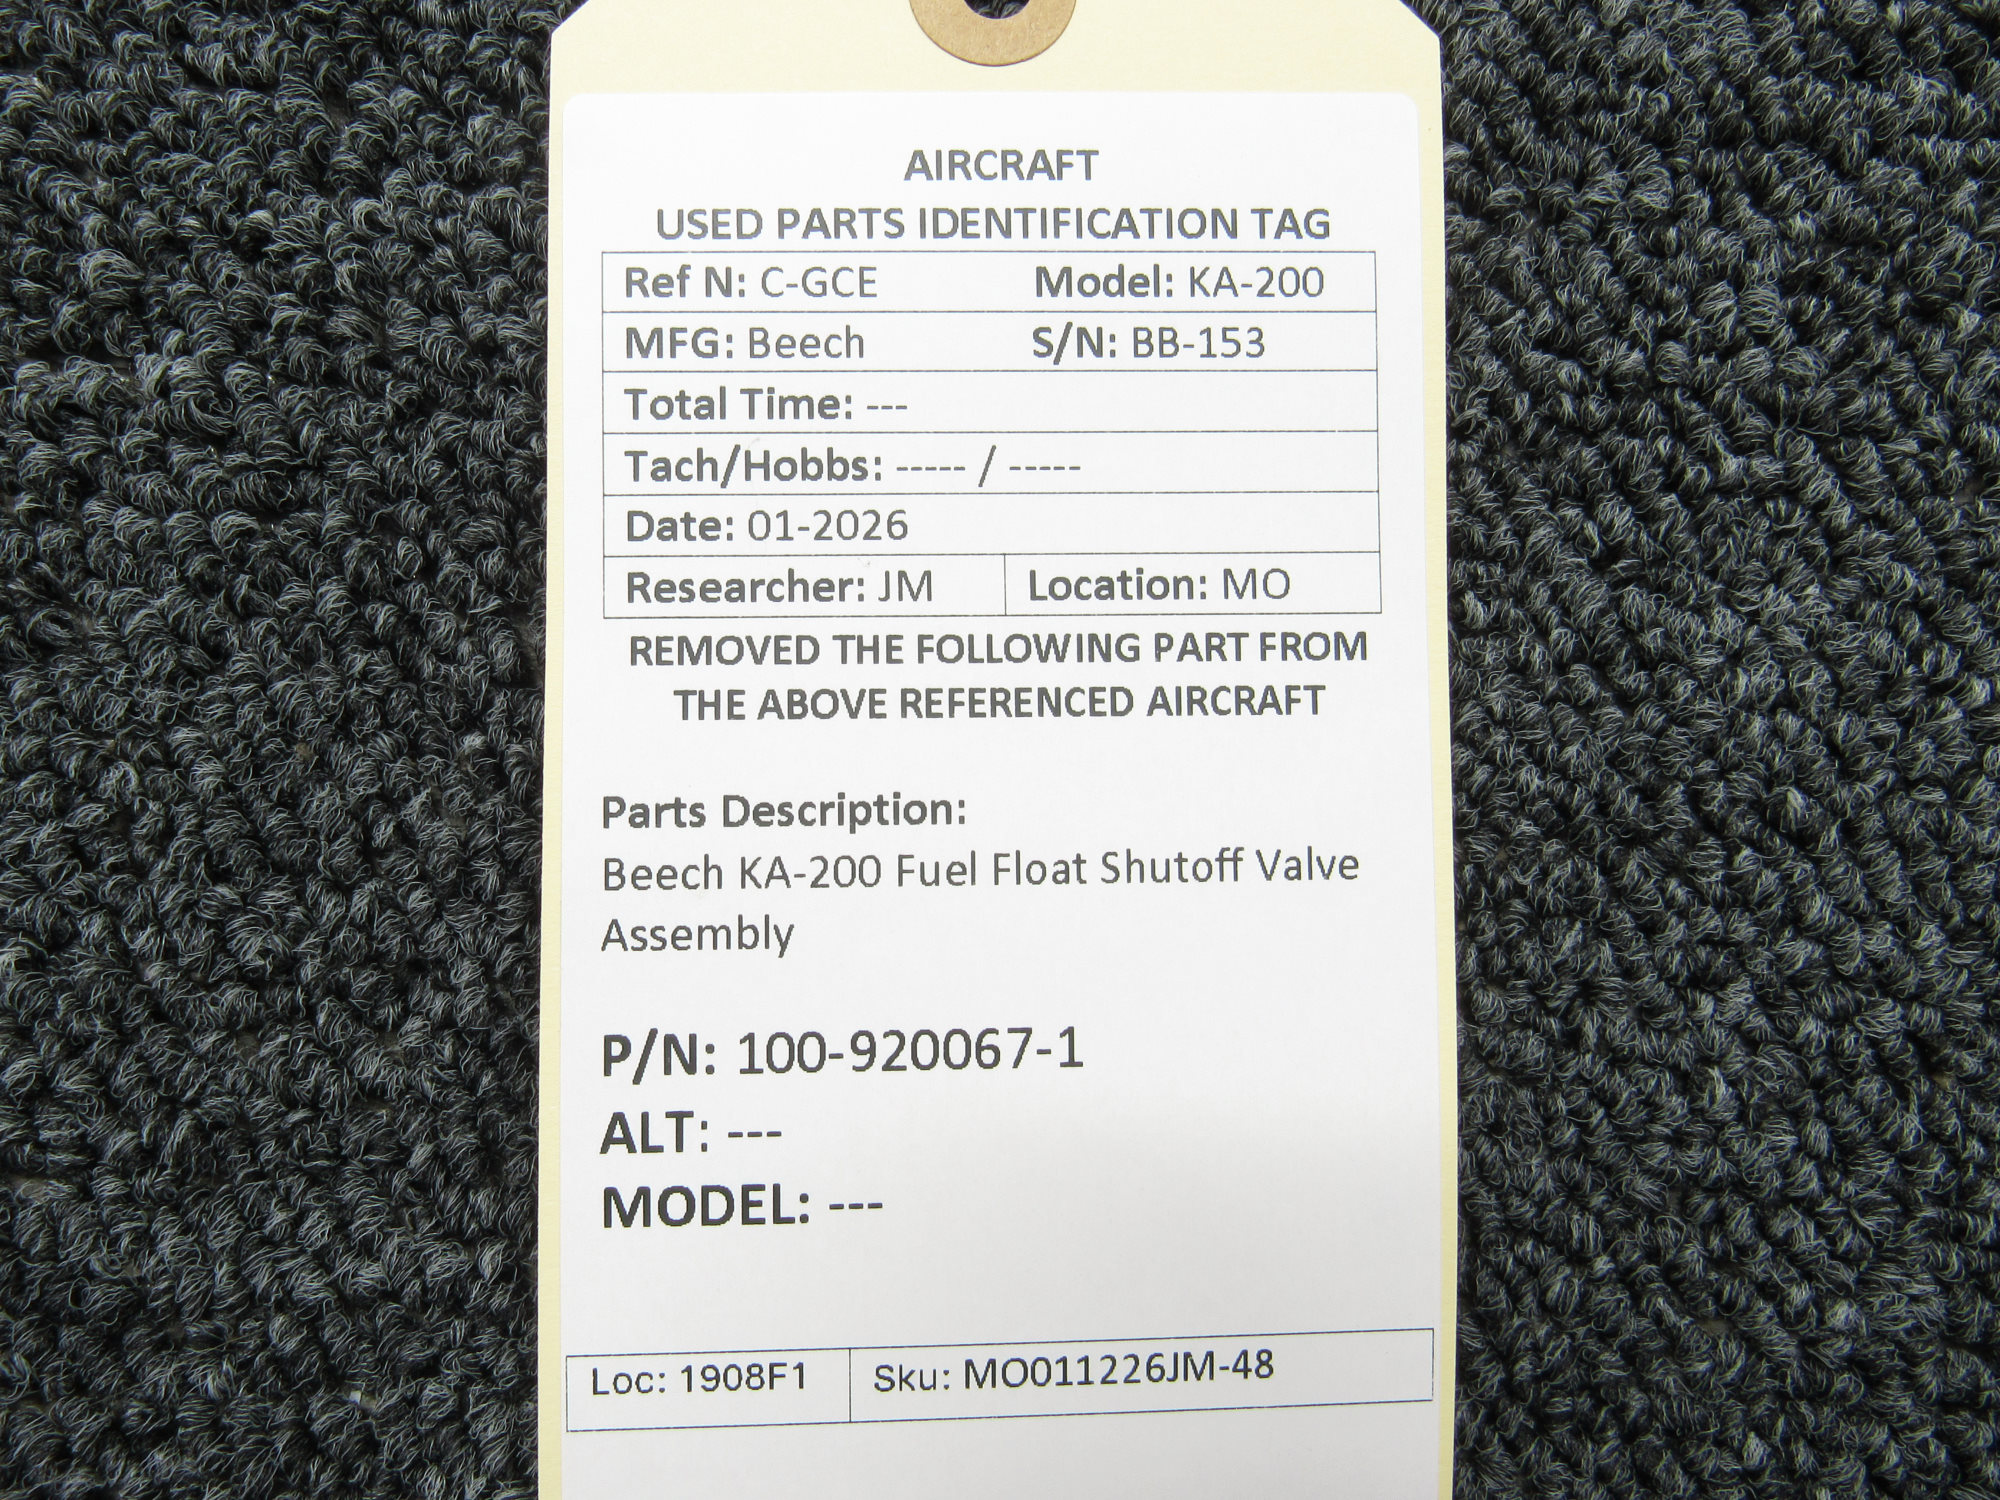 AIRCRAFT
USED PARTS IDENTIFICATION TAG
Ref N: C-GCE Model: KA-200
MFG: Beech S/N: BB-153
Total Time: ---
Tach/Hobbs: ----- / -----
Date: 01-2026
Researcher: JM Location: MO
REMOVED THE FOLLOWING PART FROM
THE ABOVE REFERENCED AIRCRAFT
Parts Description:
Beech KA-200 Fuel Float Shutoff Valve
Assembly
P/N: 100-920067-1
ALT: ---
MODEL: ---
Loc: 1908F1 Sku: MO011226JM-48